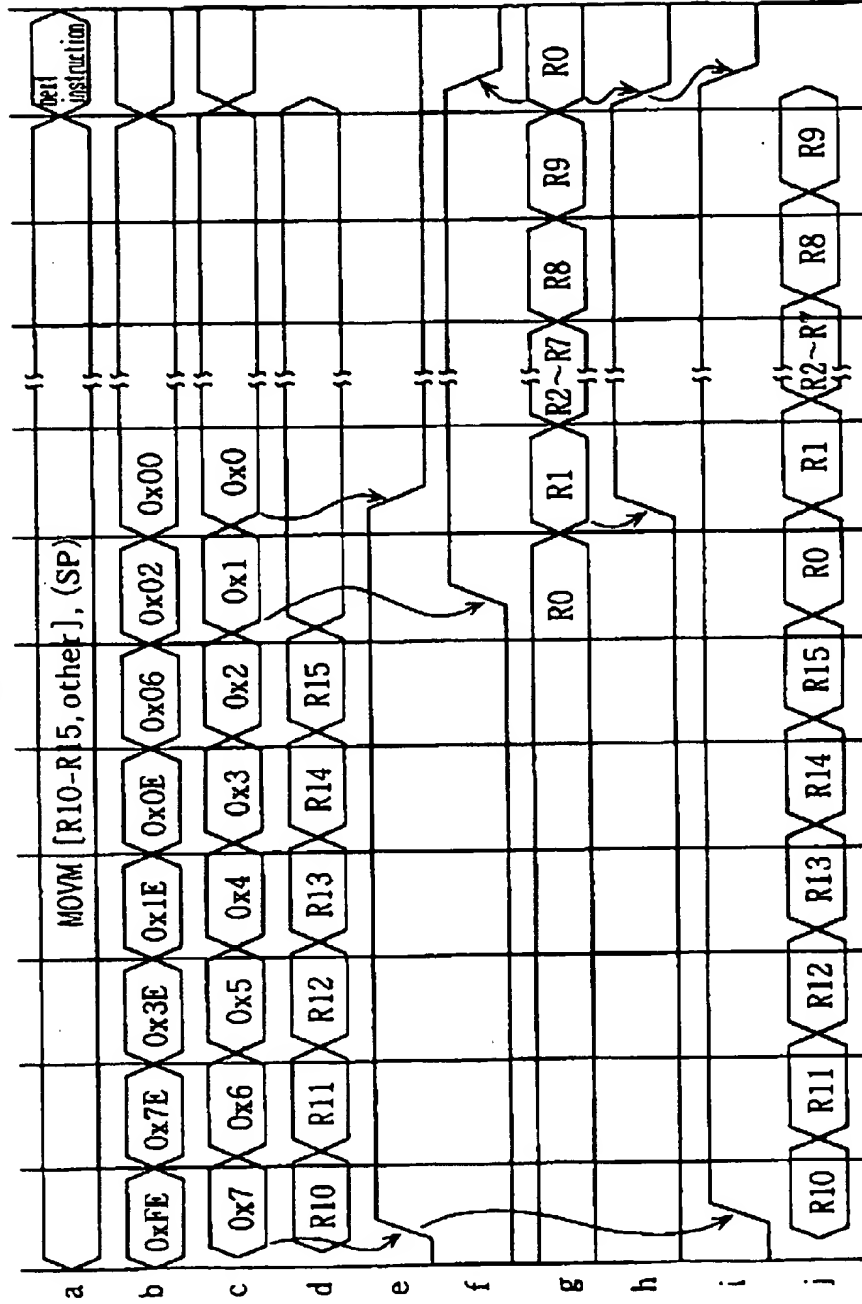 a MOVM [R10-R15, other], (SP) next instruction
b 0xFE 0x7E 0x3E 0x1E 0x0E 0x06 0x02 0x00
c 0x7 0x6 0x5 0x4 0x3 0x2 0x1 0x0
d R10 R11 R12 R13 R14 R15
e
f
g R0 R1 R2~R7 R8 R9 R0
h
i
j R10 R11 R12 R13 R14 R15 R0 R1 R2~R7 R8 R9